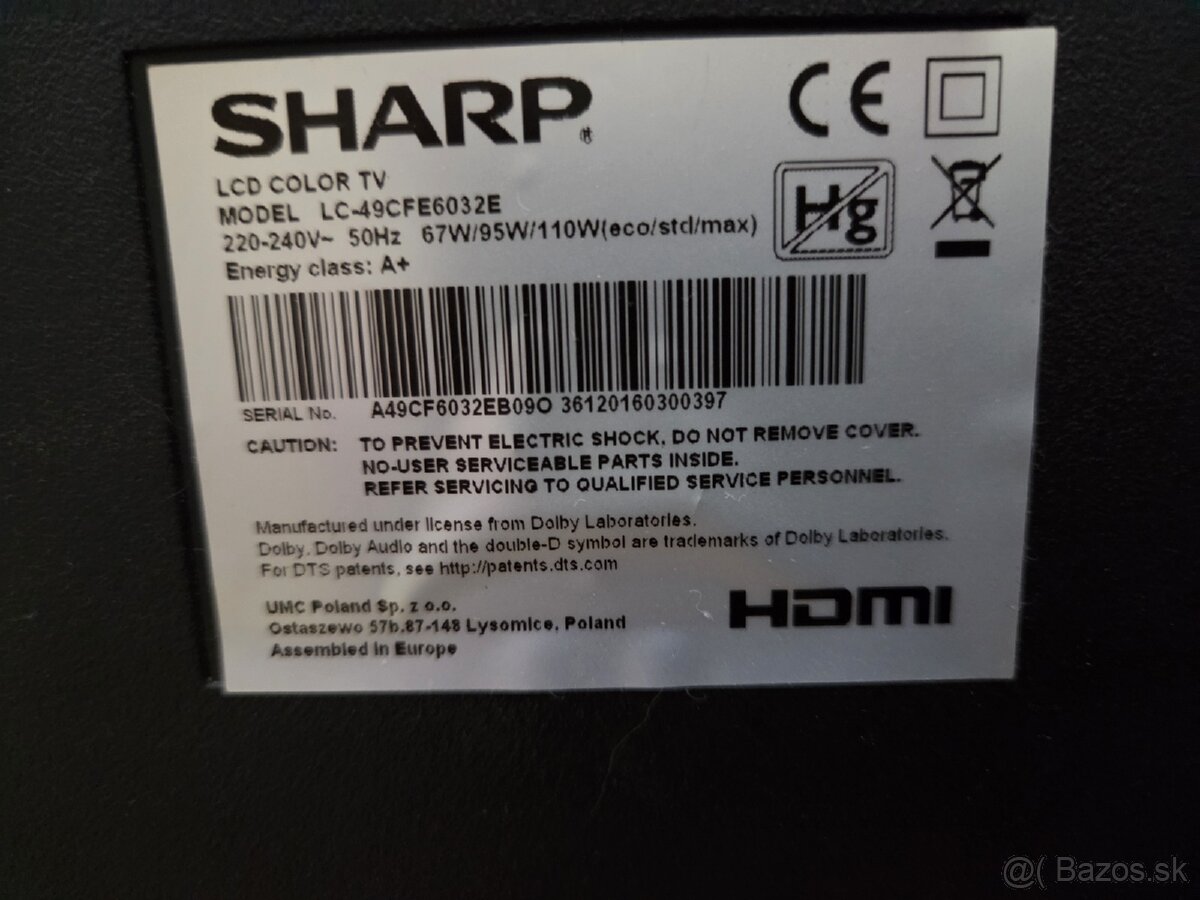 SHARP
LCD COLOR TV
MODEL LC-49CFE6032E
220-240V~ 50Hz 67W/95W/110W(eco/std/max)
Energy class: A+
CE
Hg
SERIAL No. A49CF6032EB09O 36120160300397
CAUTION: TO PREVENT ELECTRIC SHOCK, DO NOT REMOVE COVER.
NO-USER SERVICEABLE PARTS INSIDE.
REFER SERVICING TO QUALIFIED SERVICE PERSONNEL.
Manufactured under license from Dolby Laboratories.
Dolby, Dolby Audio and the double-D symbol are trademarks of Dolby Laboratories.
For DTS patents, see http://patents.dts.com
UMC Poland Sp. z o.o.
Ostaszewo 57b,87-148 Lysomice, Poland
Assembled in Europe
HDMI
@( Bazos.sk